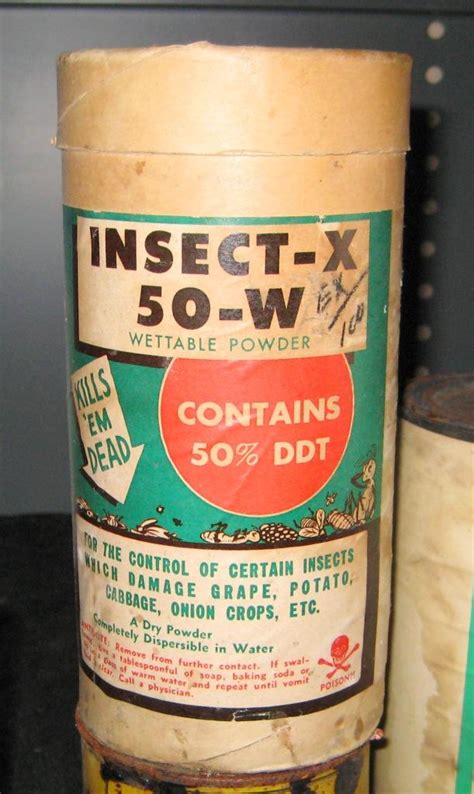 INSECT-X
50-W
EX/100
WETTABLE POWDER
KILLS
'EM
DEAD
CONTAINS
50% DDT
FOR THE CONTROL OF CERTAIN INSECTS
WHICH DAMAGE GRAPE, POTATO,
CABBAGE, ONION CROPS, ETC.
A Dry Powder
Completely Dispersible in Water
Remove from further contact. If swal-
a tablespoonful of soap, baking soda or
of warm water and repeat until vomit
Call a physician.
POISON!!!